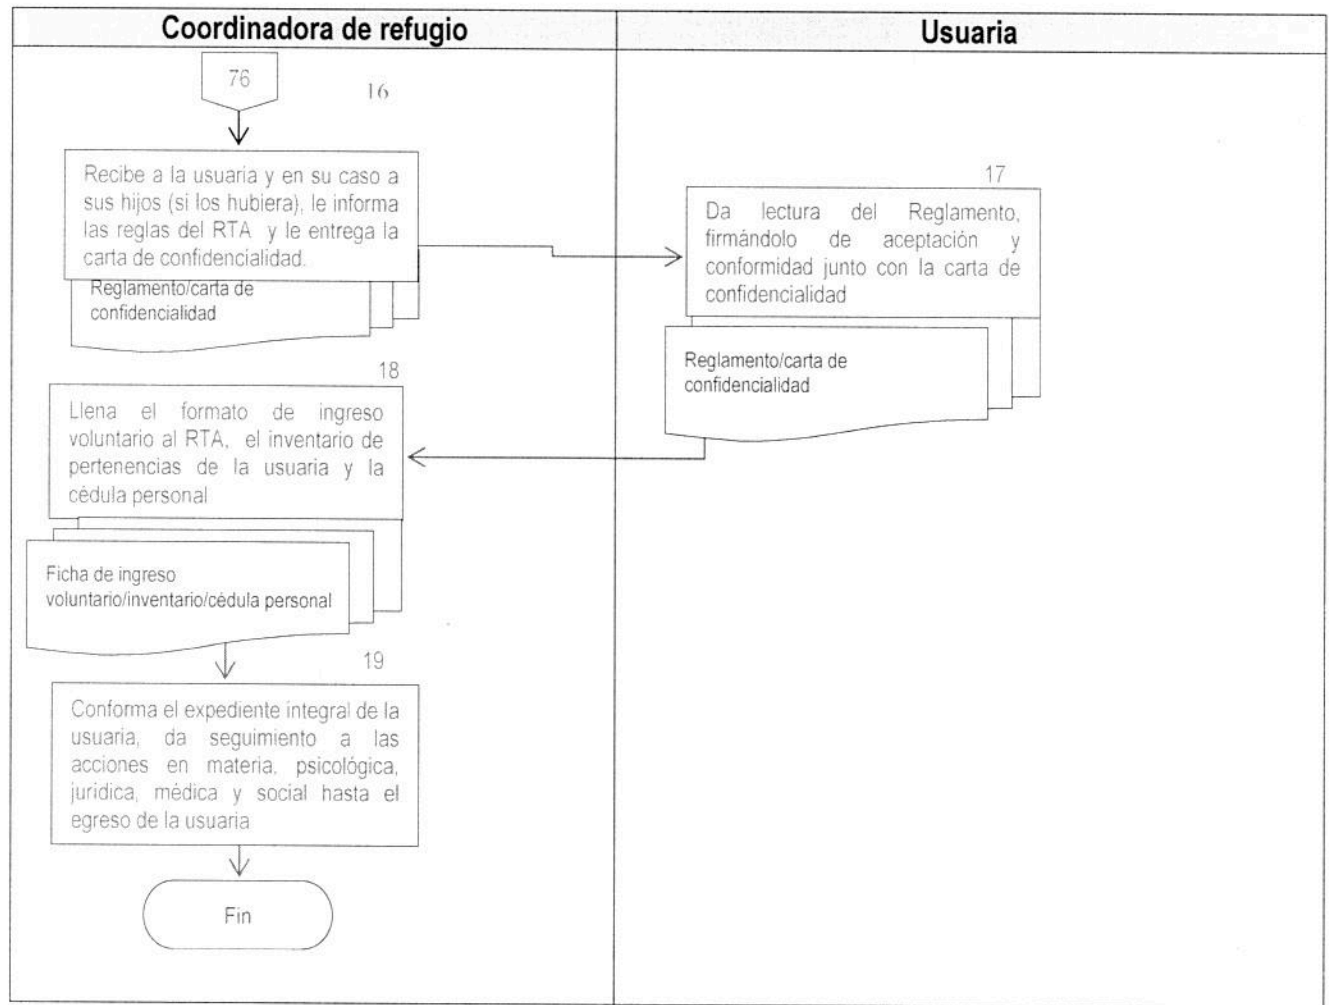 Coordinadora de refugio
Usuaria
76
16
Recibe a la usuaria y en su caso a
sus hijos (si los hubiera), le informa
las reglas del RTA y le entrega la
carta de confidencialidad.
Reglamento/carta de
confidencialidad
17
Da lectura del Reglamento,
firmándolo de aceptación y
conformidad junto con la carta de
confidencialidad
Reglamento/carta de
confidencialidad
18
Llena el formato de ingreso
voluntario al RTA, el inventario de
pertenencias de la usuaria y la
cédula personal
Ficha de ingreso
voluntario/inventario/cédula personal
19
Conforma el expediente integral de la
usuaria, da seguimiento a las
acciones en materia, psicológica,
jurídica, médica y social hasta el
egreso de la usuaria
Fin